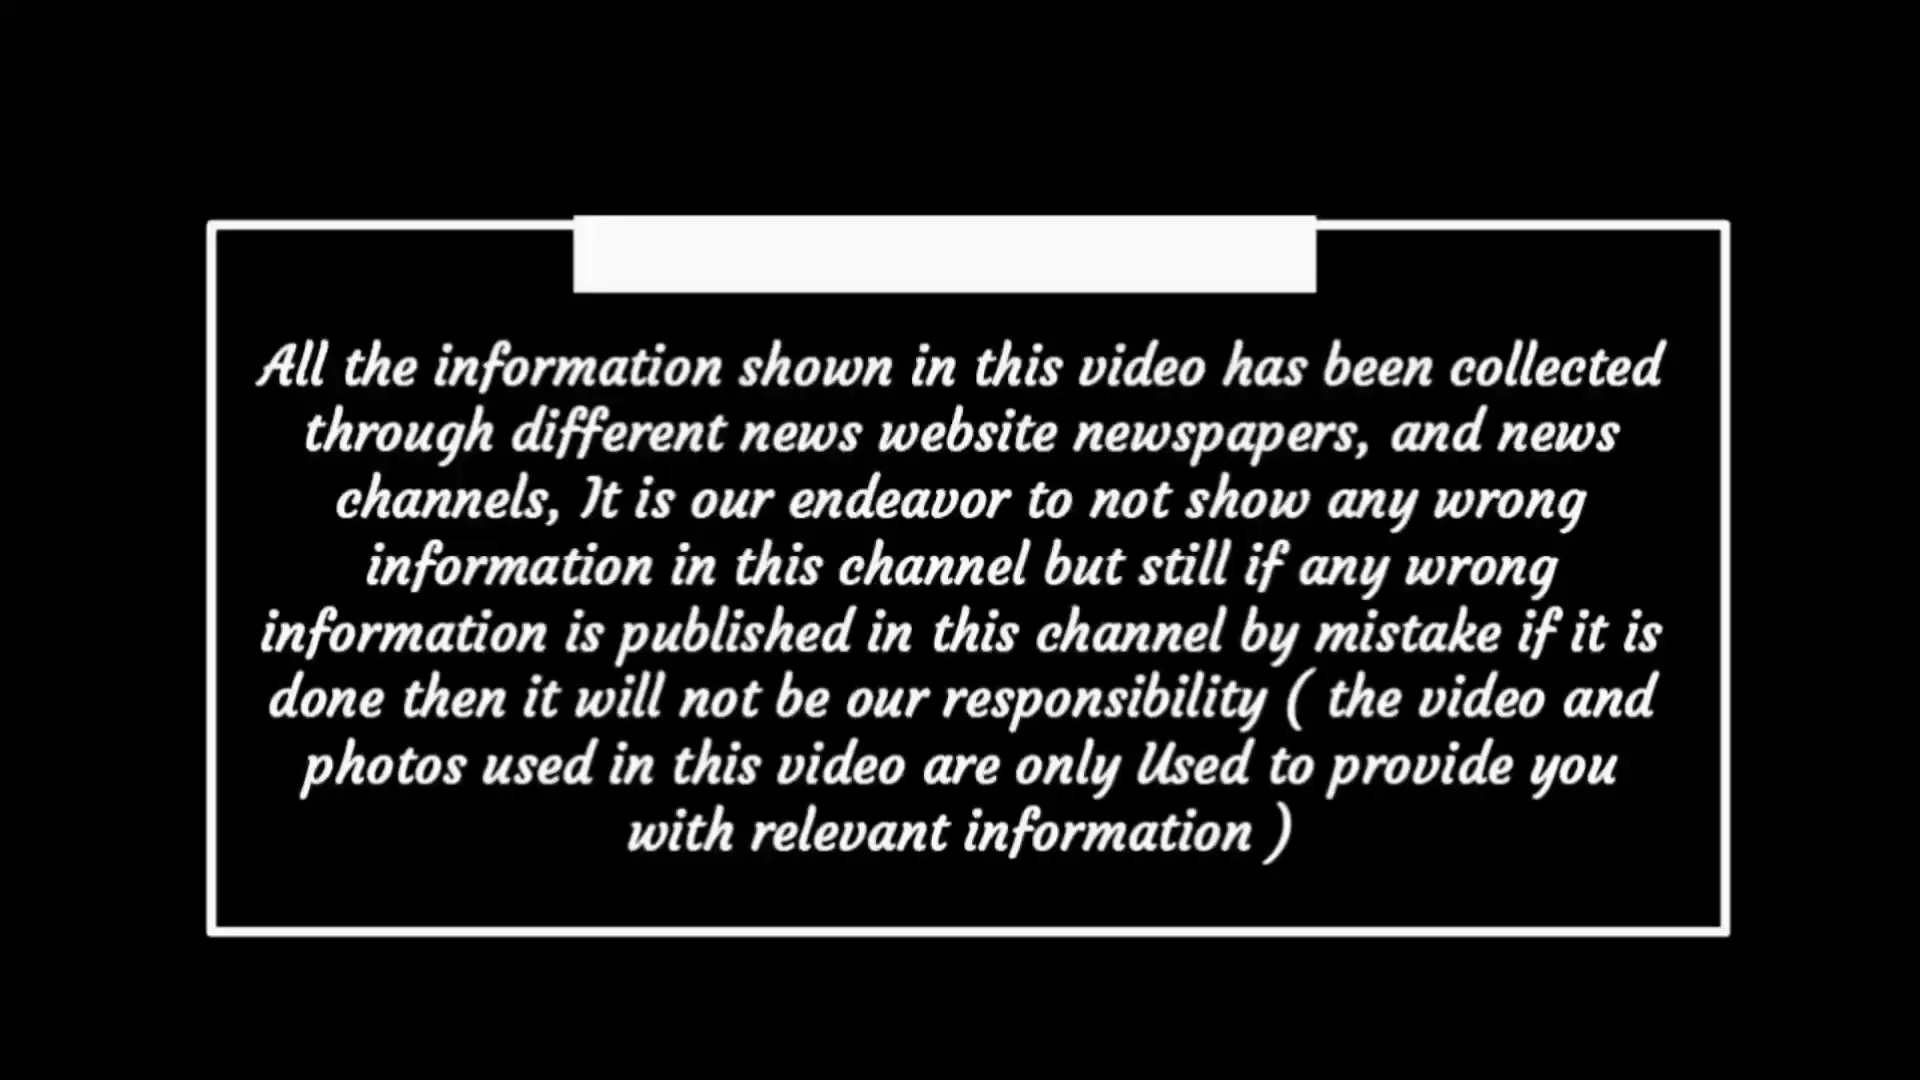 All the information shown in this video has been collected
through different news website newspapers, and news
channels, It is our endeavor to not show any wrong
information in this channel but still if any wrong
information is published in this channel by mistake if it is
done then it will not be our responsibility ( the video and
photos used in this video are only Used to provide you
with relevant information )